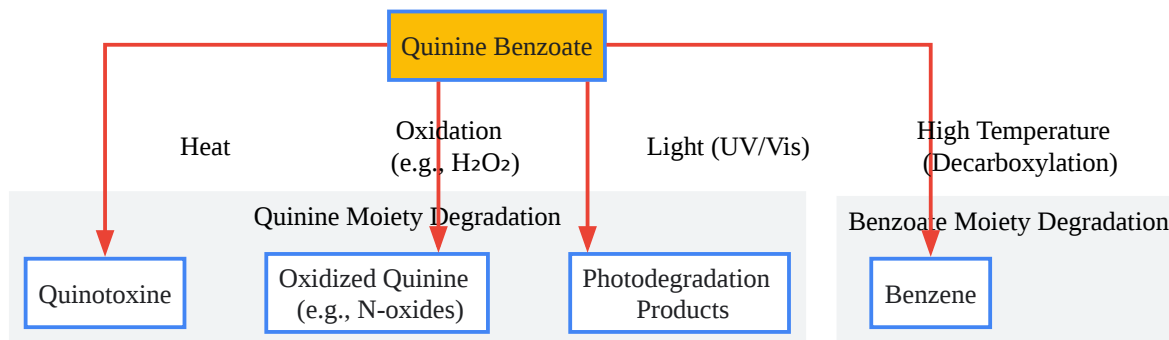 Quinine Benzoate
Heat
Oxidation
(e.g., H₂O₂)
Light (UV/Vis)
High Temperature
(Decarboxylation)
Quinine Moiety Degradation
Benzoate Moiety Degradation
Quinotoxine
Oxidized Quinine
(e.g., N-oxides)
Photodegradation
Products
Benzene